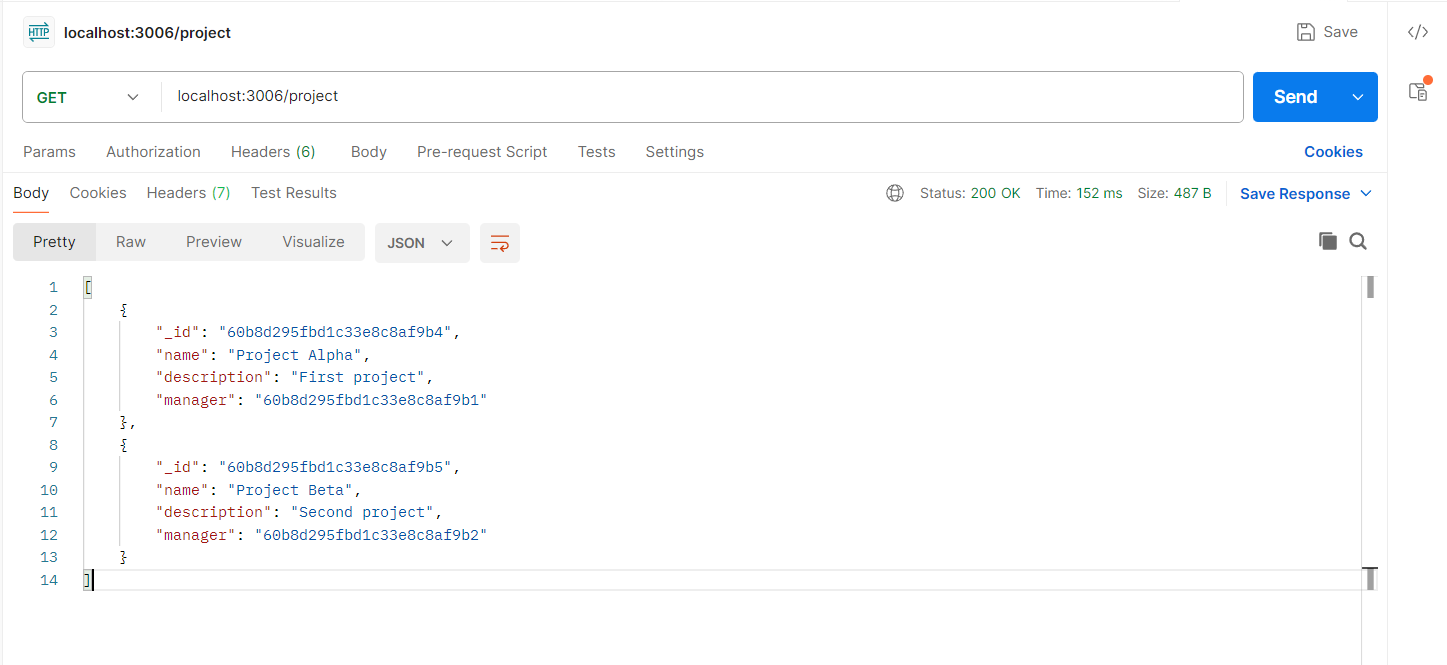 HTTP localhost:3006/project Save
GET localhost:3006/project Send
Params Authorization Headers (6) Body Pre-request Script Tests Settings Cookies
Body Cookies Headers (7) Test Results Status: 200 OK Time: 152 ms Size: 487 B Save Response
Pretty Raw Preview Visualize JSON
1 [
2 {
3 "_id": "60b8d295fbd1c33e8c8af9b4",
4 "name": "Project Alpha",
5 "description": "First project",
6 "manager": "60b8d295fbd1c33e8c8af9b1"
7 },
8 {
9 "_id": "60b8d295fbd1c33e8c8af9b5",
10 "name": "Project Beta",
11 "description": "Second project",
12 "manager": "60b8d295fbd1c33e8c8af9b2"
13 }
14 ]